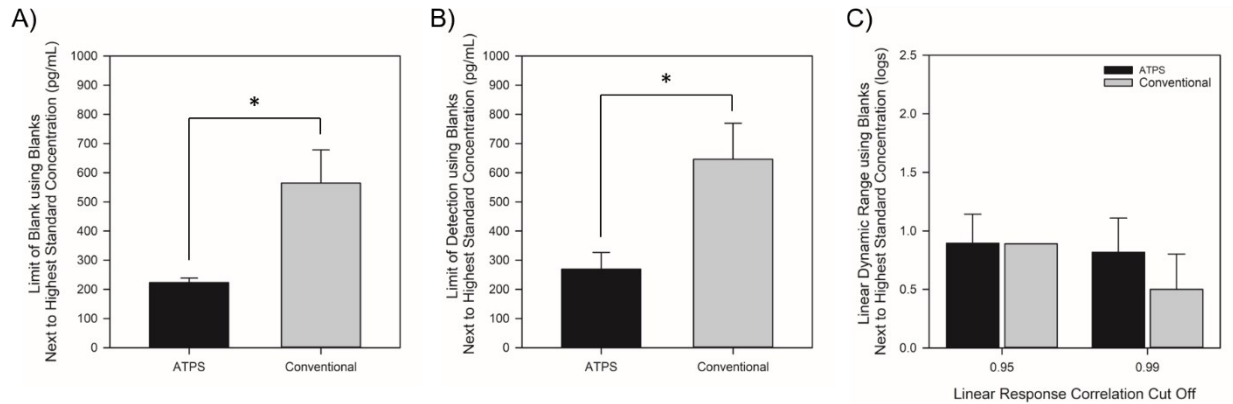 A)
Limit of Blank using Blanks
Next to Highest Standard Concentration (pg/mL)
1000
900
800
700
600
500
400
300
200
100
0
*
ATPS
Conventional
B)
Limit of Detection using Blanks
Next to Highest Standard Concentration (pg/mL)
1000
900
800
700
600
500
400
300
200
100
0
*
ATPS
Conventional
C)
Linear Dynamic Range using Blanks
Next to Highest Standard Concentration (logs)
2.5
2.0
1.5
1.0
0.5
0.0
ATPS
Conventional
0.95
0.99
Linear Response Correlation Cut Off